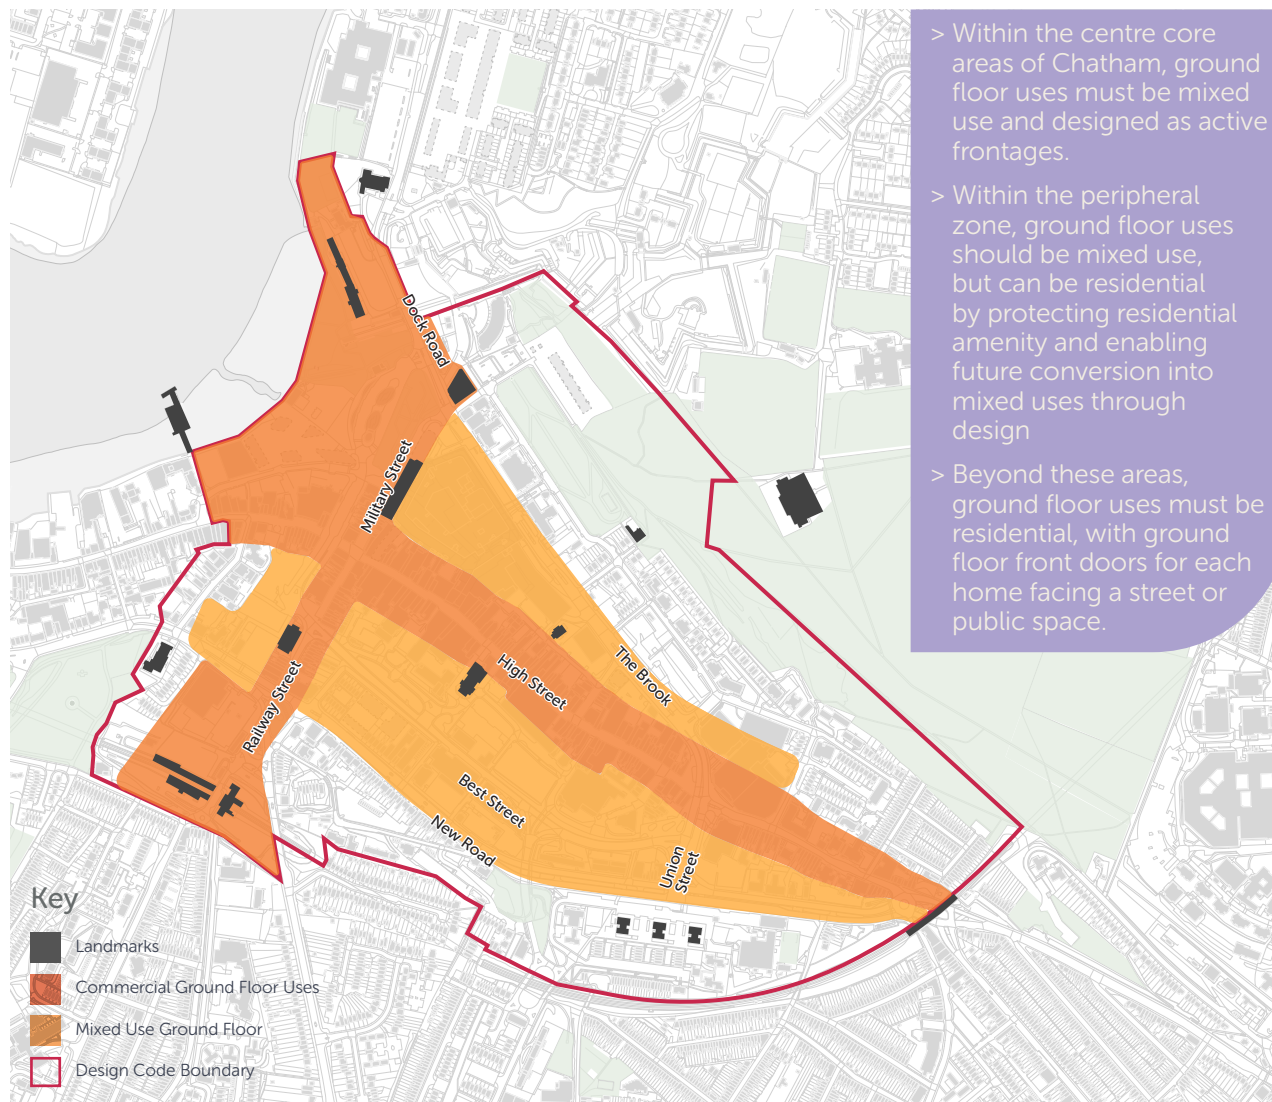 > Within the centre core
areas of Chatham, ground
floor uses must be mixed
use and designed as active
frontages.
> Within the peripheral
zone, ground floor uses
should be mixed use,
but can be residential
by protecting residential
amenity and enabling
future conversion into
mixed uses through
design
> Beyond these areas,
ground floor uses must be
residential, with ground
floor front doors for each
home facing a street or
public space.
Dock Road
Military Street
High Street
The Brook
Railway Street
Best Street
New Road
Union
Street
Key
Landmarks
Commercial Ground Floor Uses
Mixed Use Ground Floor
Design Code Boundary